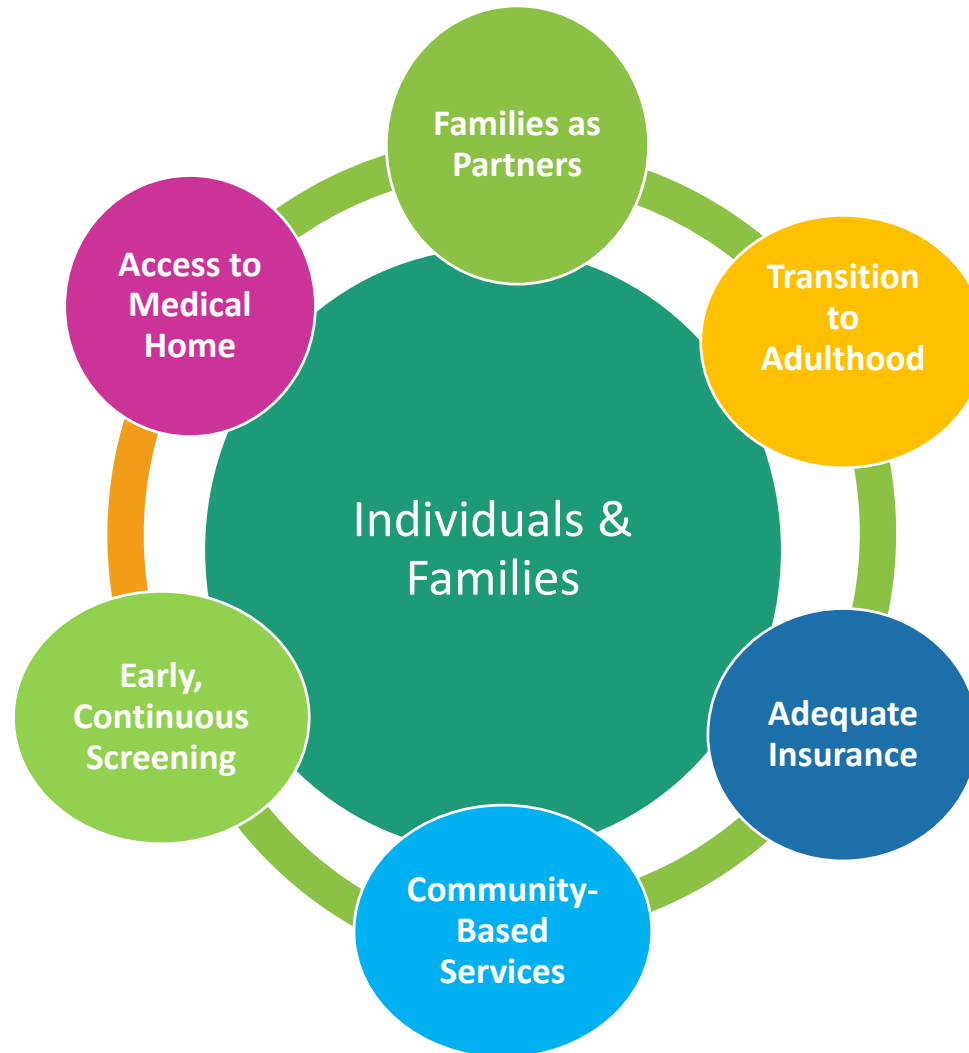 Families as
Partners
Transition
to
Adulthood
Adequate
Insurance
Community-
Based
Services
Early,
Continuous
Screening
Access to
Medical
Home
Individuals &
Families